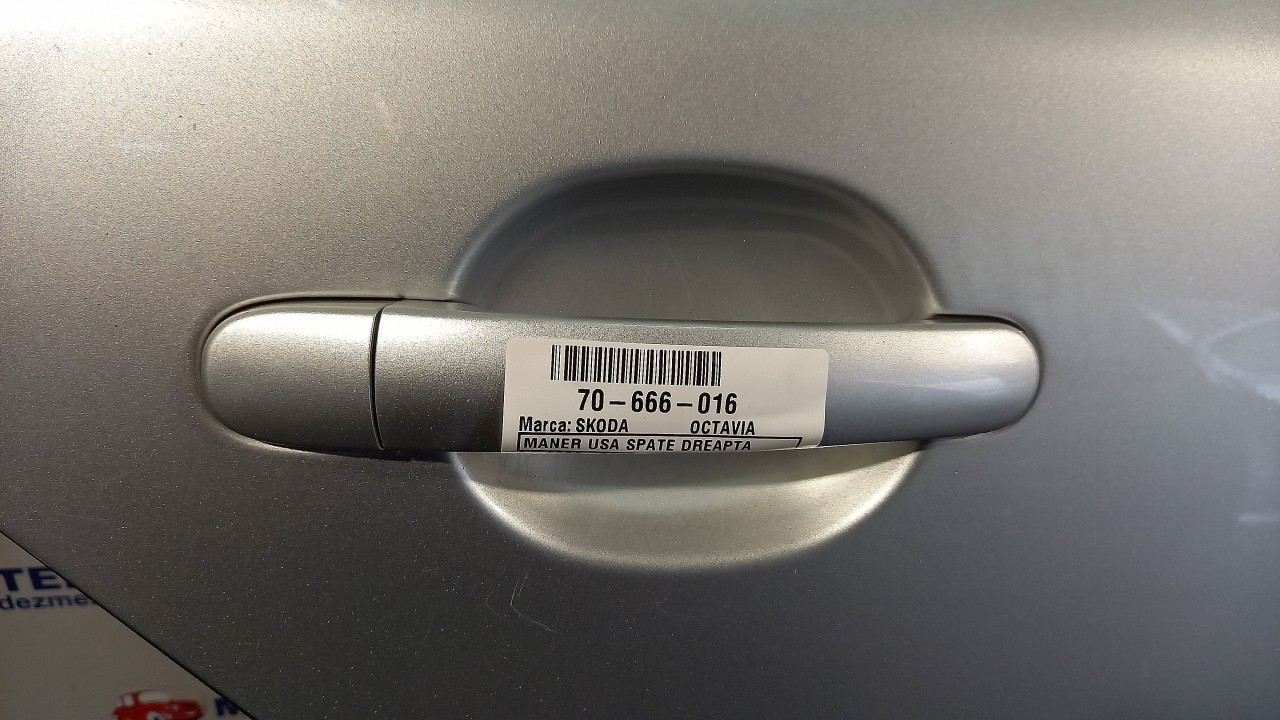 70-666-016
Marca: SKODA OCTAVIA
MANER USA SPATE DREAPTA